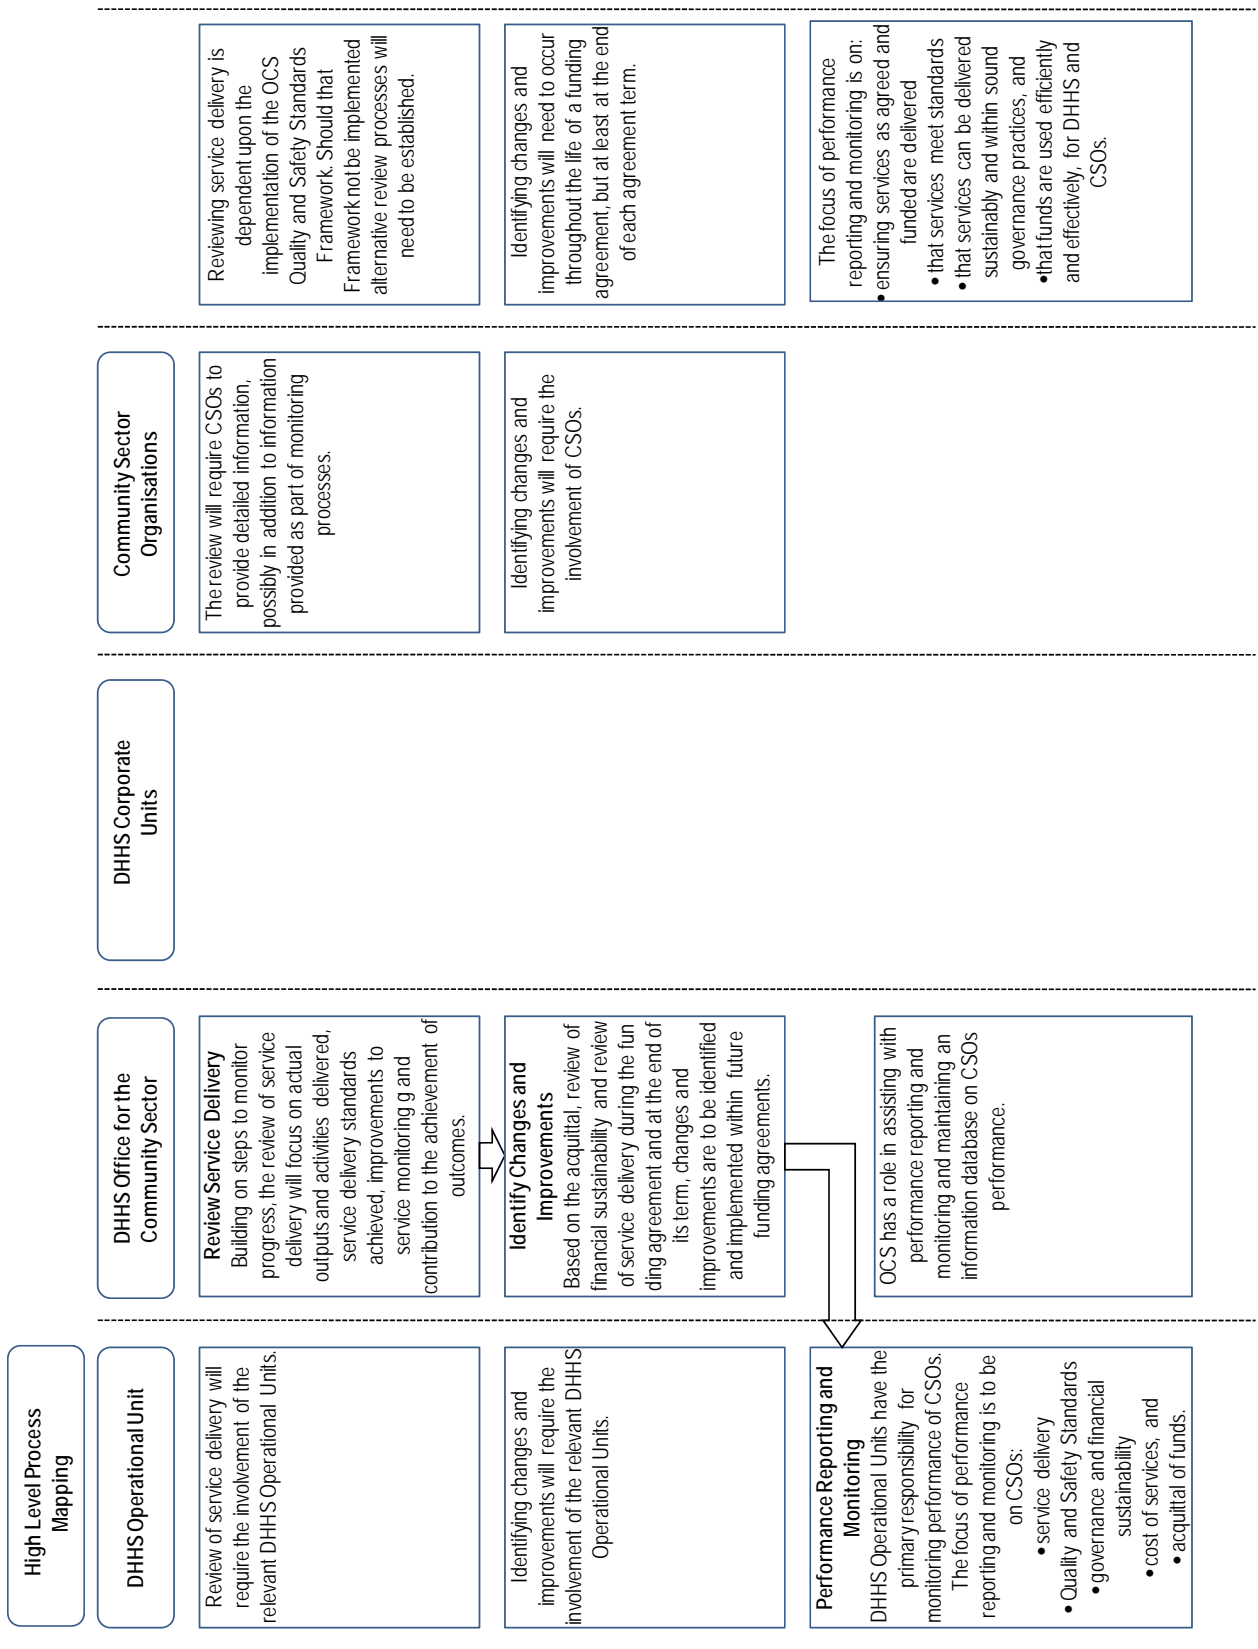 High Level Process
Mapping
DHHS Operational Unit
DHHS Office for the
Community Sector
DHHS Corporate
Units
Community Sector
Organisations
Review of service delivery will
require the involvement of the
relevant DHHS Operational Units.
Review Service Delivery
Building on steps to monitor
progress, the review of service
delivery will focus on actual
outputs and activities delivered,
service delivery standards
achieved, improvements to
service monitoring g and
contribution to the achievement of
outcomes.
The review will require CSOs to
provide detailed information,
possibly in addition to information
provided as part of monitoring
processes.
Reviewing service delivery is
dependent upon the
implementation of the OCS
Quality and Safety Standards
Framework. Should that
Framework not be implemented
alternative review processes will
need to be established.
Identifying changes and
improvements will require the
involvement of the relevant DHHS
Operational Units.
Identify Changes and
Improvements
Based on the acquittal, review of
financial sustainability and review
of service delivery during the fun
ding agreement and at the end of
its term, changes and
improvements are to be identified
and implemented within future
funding agreements.
Identifying changes and
improvements will require the
involvement of CSOs.
Identifying changes and
improvements will need to occur
throughout the life of a funding
agreement, but at least at the end
of each agreement term.
Performance Reporting and
Monitoring
DHHS Operational Units have the
primary responsibility for
monitoring performance of CSOs.
The focus of performance
reporting and monitoring is to be
on CSOs:
• service delivery
• Quality and Safety Standards
• governance and financial
sustainability
• cost of services, and
• acquittal of funds.
OCS has a role in assisting with
performance reporting and
monitoring and maintaining an
information database on CSOs
performance.
The focus of performance
reporting and monitoring is on:
• ensuring services as agreed and
funded are delivered
• that services meet standards
• that services can be delivered
sustainably and within sound
governance practices, and
• that funds are used efficiently
and effectively, for DHHS and
CSOs.